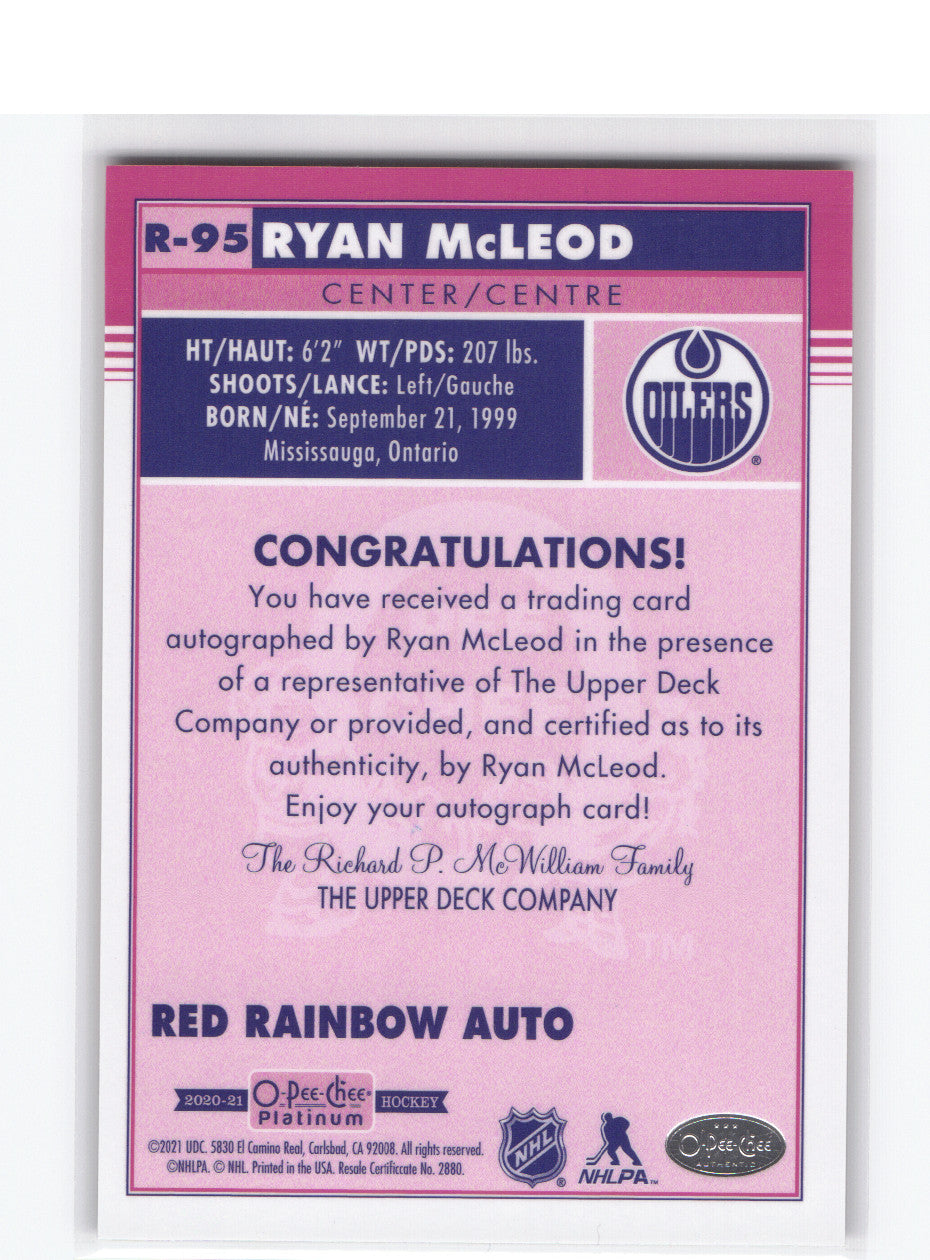 R-95 RYAN McLEOD
CENTER/CENTRE
HT/HAUT: 6'2" WT/PDS: 207 lbs.
SHOOTS/LANCE: Left/Gauche
BORN/NÉ: September 21, 1999
Mississauga, Ontario
OILERS
®
CONGRATULATIONS!
You have received a trading card
autographed by Ryan McLeod in the presence
of a representative of The Upper Deck
Company or provided, and certified as to its
authenticity, by Ryan McLeod.
Enjoy your autograph card!
The Richard P. McWilliam Family
THE UPPER DECK COMPANY
RED RAINBOW AUTO
2020-21 O-Pee-Chee Platinum HOCKEY
©2021 UDC. 5830 El Camino Real, Carlsbad, CA 92008. All rights reserved.
©NHLPA. © NHL. Printed in the USA. Resale Certificate No. 2880.
NHL ®
NHLPA™
O-Pee-Chee
AUTHENTIC